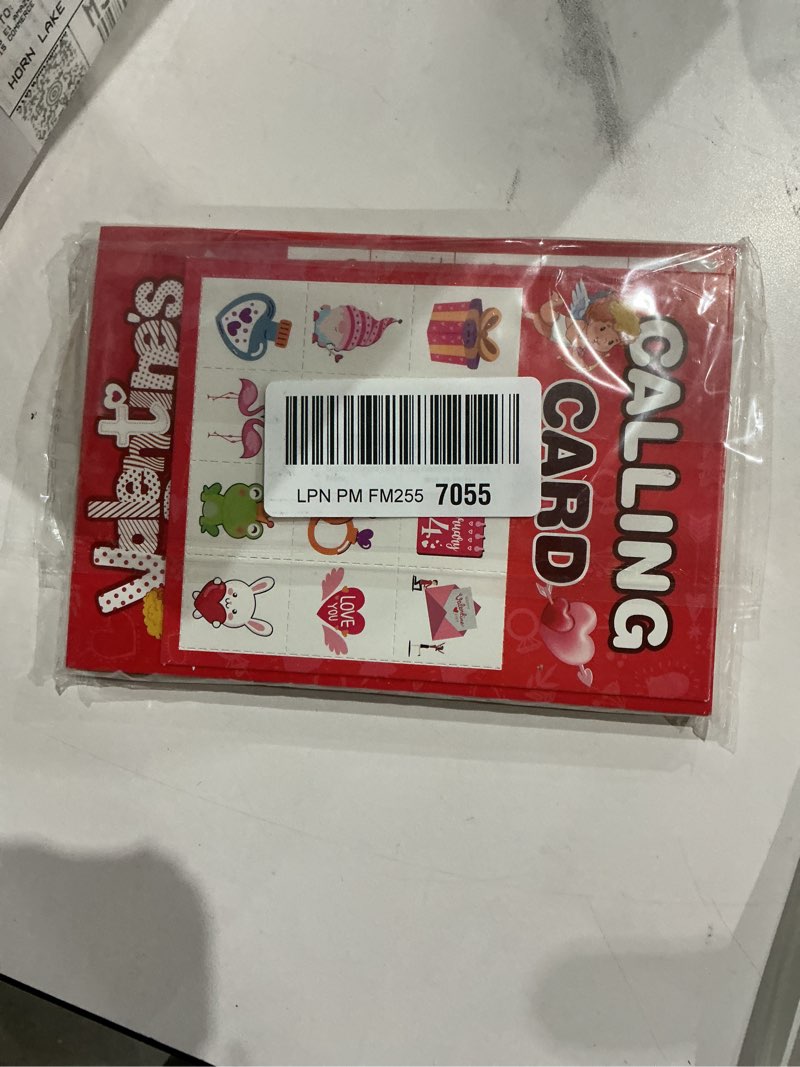 HORN LAKE
CALLING
CARD
LPN PM FM255 7055
LOVE
YOU
Valentine's